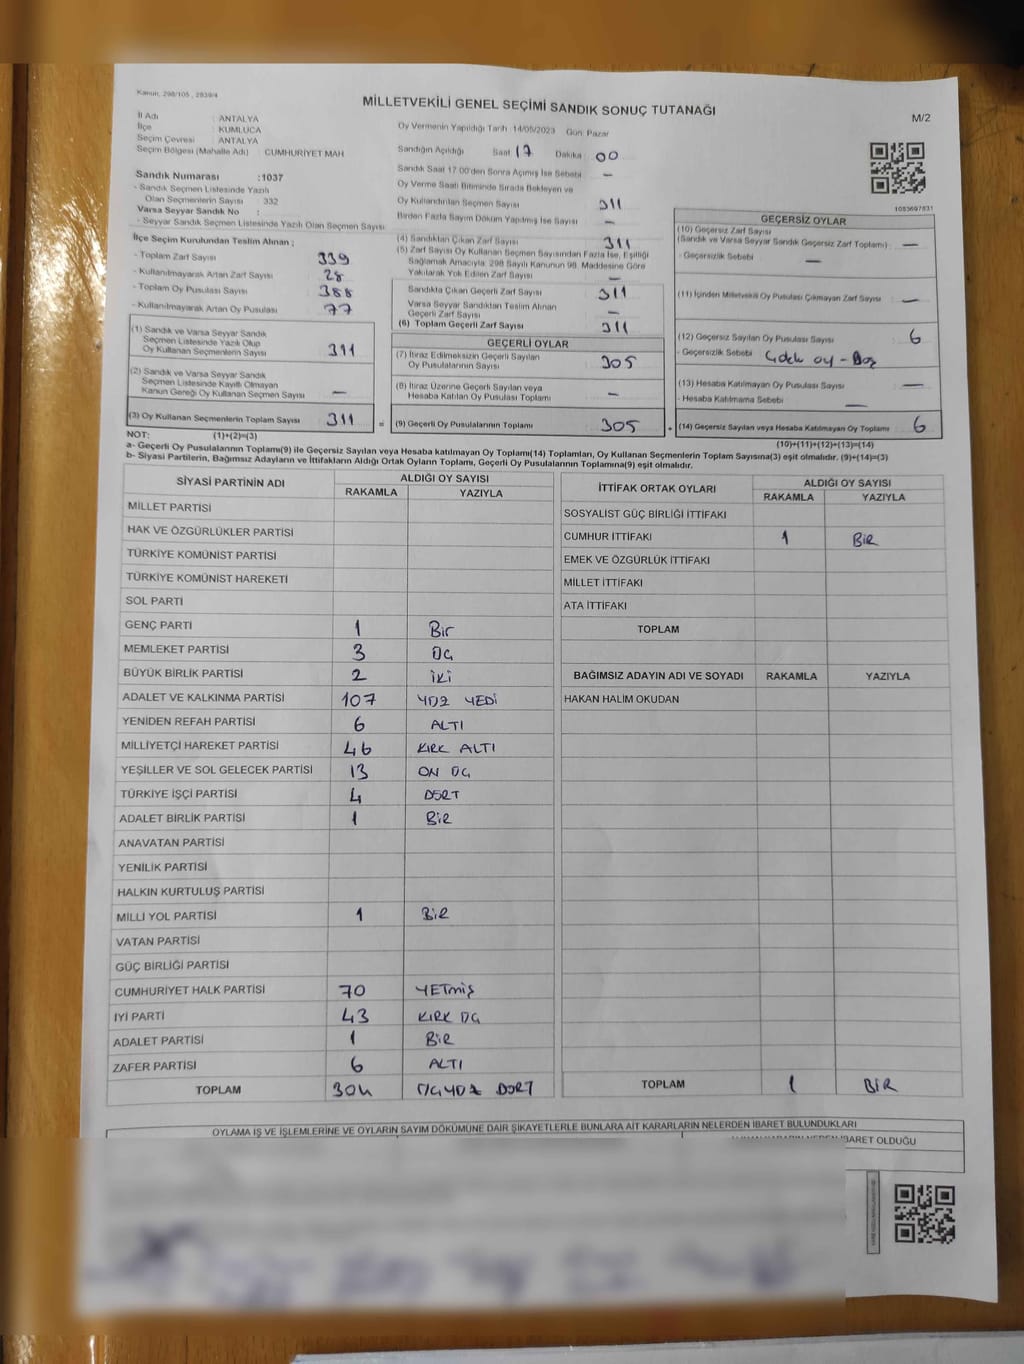 Kanun, 298/105 , 2839/4
MİLLETVEKİLİ GENEL SEÇİMİ SANDIK SONUÇ TUTANAĞI
M/2
İl Adı : ANTALYA
İlçe : KUMLUCA
Seçim Çevresi : ANTALYA
Seçim Bölgesi (Mahalle Adı) : CUMHURİYET MAH
Sandık Numarası :1037
- Sandık Seçmen Listesinde Yazılı
Olan Seçmenlerin Sayısı : 332
Varsa Seyyar Sandık No :
- Seyyar Sandık Seçmen Listesinde Yazılı Olan Seçmen Sayısı
Oy Vermenin Yapıldığı Tarih 14/05/2023 Gün: Pazar
Sandığın Açıldığı Saat 17 Dakika 00
Sandık Saat 17:00'den Sonra Açılmış İse Sebebi –
Oy Verme Saati Bitiminde Sırada Bekleyen ve
Oy Kullandırılan Seçmen Sayısı 311
Birden Fazla Sayım Döküm Yapılmış İse Sayısı –
1083697831
İlçe Seçim Kurulundan Teslim Alınan ;
- Toplam Zarf Sayısı 339
- Kullanılmayarak Artan Zarf Sayısı 28
- Toplam Oy Pusulası Sayısı 388
- Kullanılmayarak Artan Oy Pusulası 77
(1) Sandık ve Varsa Seyyar Sandık
Seçmen Listesinde Yazılı Olup
Oy Kullanan Seçmenlerin Sayısı 311
(2) Sandık ve Varsa Seyyar Sandık
Seçmen Listesinde Kayıtlı Olmayan
Kanun Gereği Oy Kullanan Seçmen Sayısı –
(3) Oy Kullanan Seçmenlerin Toplam Sayısı 311 =
(4) Sandıktan Çıkan Zarf Sayısı 311
(5) Zarf Sayısı Oy Kullanan Seçmen Sayısından Fazla İse, Eşitliği
Sağlamak Amacıyla, 298 Sayılı Kanunun 98. Maddesine Göre
Yakılarak Yok Edilen Zarf Sayısı –
Sandıkta Çıkan Geçerli Zarf Sayısı 311
Varsa Seyyar Sandıktan Teslim Alınan
Geçerli Zarf Sayısı –
(6) Toplam Geçerli Zarf Sayısı 311
GEÇERLİ OYLAR
(7) İtiraz Edilmeksizin Geçerli Sayılan
Oy Pusulalarının Sayısı 305
(8) İtiraz Üzerine Geçerli Sayılan veya
Hesaba Katılan Oy Pusulası Toplamı –
(9) Geçerli Oy Pusulalarının Toplamı 305 +
GEÇERSİZ OYLAR
(10) Geçersiz Zarf Sayısı
(Sandık ve Varsa Seyyar Sandık Geçersiz Zarf Toplamı) –
- Geçersizlik Sebebi –
(11) İçinden Milletvekili Oy Pusulası Çıkmayan Zarf Sayısı –
(12) Geçersiz Sayılan Oy Pusulası Sayısı 6
- Geçersizlik Sebebi Çoklu oy - Boş
(13) Hesaba Katılmayan Oy Pusulası Sayısı –
- Hesaba Katılmama Sebebi –
(14) Geçersiz Sayılan veya Hesaba Katılmayan Oy Toplamı 6
NOT: (1)+(2)=(3)
(10)+(11)+(12)+(13)=(14)
a- Geçerli Oy Pusulalarının Toplamı(9) ile Geçersiz Sayılan veya Hesaba katılmayan Oy Toplamı(14) Toplamları, Oy Kullanan Seçmenlerin Toplam Sayısına(3) eşit olmalıdır. (9)+(14)=(3)
b- Siyasi Partilerin, Bağımsız Adayların ve İttifakların Aldığı Ortak Oyların Toplamı, Geçerli Oy Pusulalarının Toplamına(9) eşit olmalıdır.
SİYASİ PARTİNİN ADI ALDIĞI OY SAYISI
RAKAMLA YAZIYLA
MİLLET PARTİSİ
HAK VE ÖZGÜRLÜKLER PARTİSİ
TÜRKİYE KOMÜNİST PARTİSİ
TÜRKİYE KOMÜNİST HAREKETİ
SOL PARTİ
GENÇ PARTİ 1 Bir
MEMLEKET PARTİSİ 3 ÜÇ
BÜYÜK BİRLİK PARTİSİ 2 İKİ
ADALET VE KALKINMA PARTİSİ 107 YÜZ YEDİ
YENİDEN REFAH PARTİSİ 6 ALTI
MİLLİYETÇİ HAREKET PARTİSİ 46 KIRK ALTI
YEŞİLLER VE SOL GELECEK PARTİSİ 13 ON ÜÇ
TÜRKİYE İŞÇİ PARTİSİ 4 DÖRT
ADALET BİRLİK PARTİSİ 1 BİR
ANAVATAN PARTİSİ
YENİLİK PARTİSİ
HALKIN KURTULUŞ PARTİSİ
MİLLİ YOL PARTİSİ 1 BİR
VATAN PARTİSİ
GÜÇ BİRLİĞİ PARTİSİ
CUMHURİYET HALK PARTİSİ 70 YETMİŞ
İYİ PARTİ 43 KIRK ÜÇ
ADALET PARTİSİ 1 BİR
ZAFER PARTİSİ 6 ALTI
TOPLAM 304 ÜÇYÜZ DÖRT
İTTİFAK ORTAK OYLARI ALDIĞI OY SAYISI
RAKAMLA YAZIYLA
SOSYALİST GÜÇ BİRLİĞİ İTTİFAKI
CUMHUR İTTİFAKI 1 BİR
EMEK VE ÖZGÜRLÜK İTTİFAKI
MİLLET İTTİFAKI
ATA İTTİFAKI
TOPLAM
BAĞIMSIZ ADAYIN ADI VE SOYADI RAKAMLA YAZIYLA
HAKAN HALİM OKUDAN
TOPLAM 1 BİR
OYLAMA İŞ VE İŞLEMLERİNE VE OYLARIN SAYIM DÖKÜMÜNE DAİR ŞİKAYETLERLE BUNLARA AİT KARARLARIN NELERDEN İBARET BULUNDUKLARI
İBARET OLDUĞU